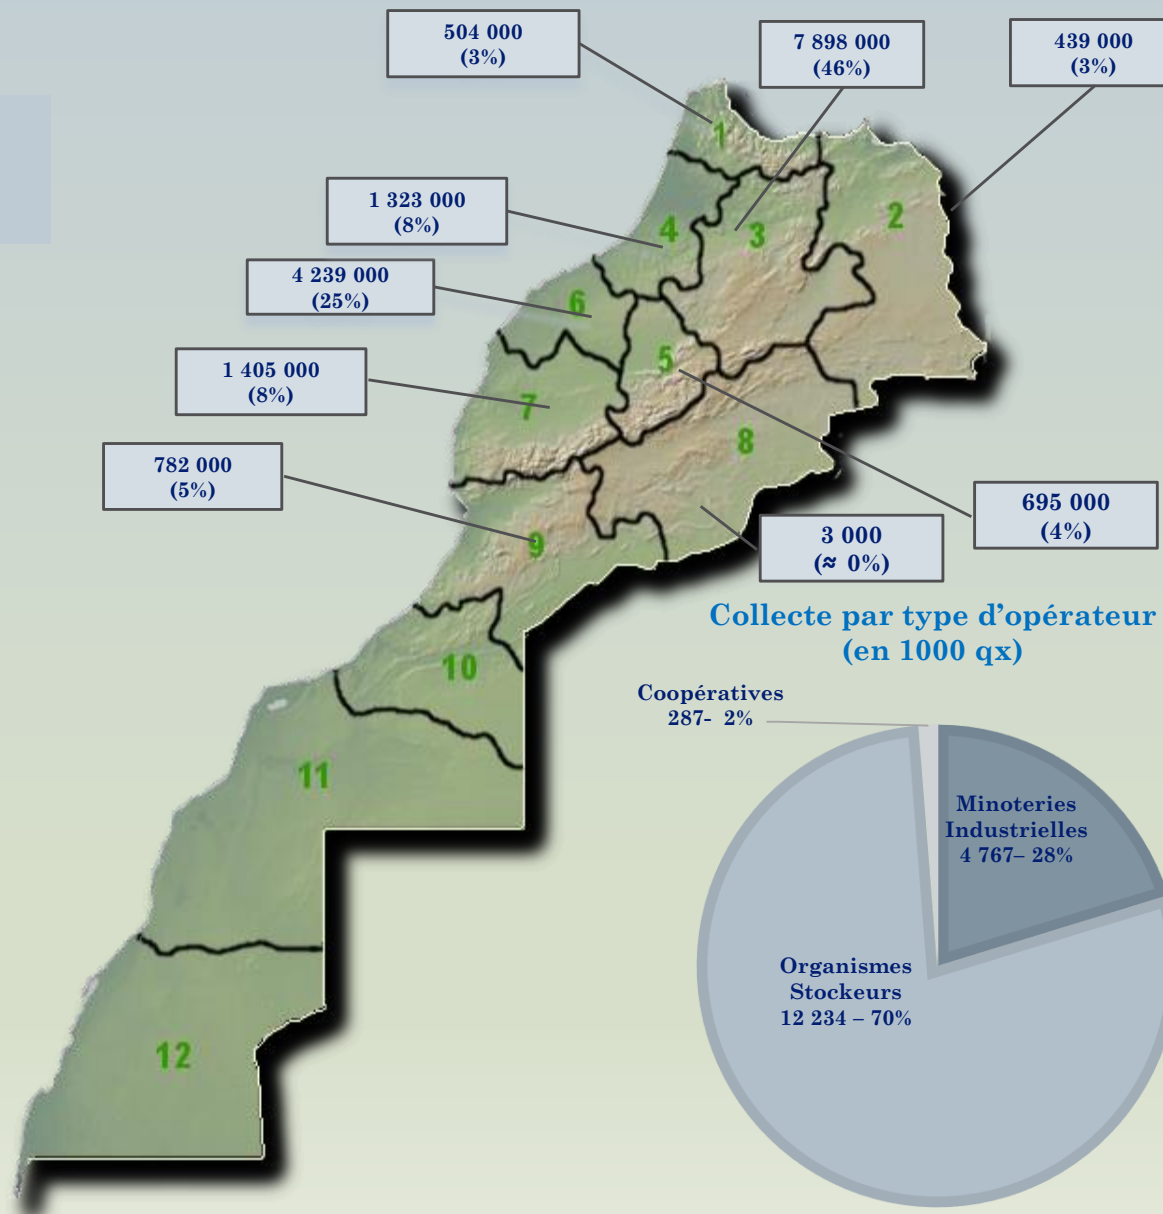 504 000
(3%)
7 898 000
(46%)
439 000
(3%)
1
1 323 000
(8%)
2
4
3
4 239 000
(25%)
6
1 405 000
(8%)
5
7
8
782 000
(5%)
695 000
(4%)
3 000
(≈ 0%)
9
Collecte par type d’opérateur
(en 1000 qx)
10
Coopératives
287- 2%
11
Minoteries
Industrielles
4 767– 28%
Organismes
Stockeurs
12 234 – 70%
12